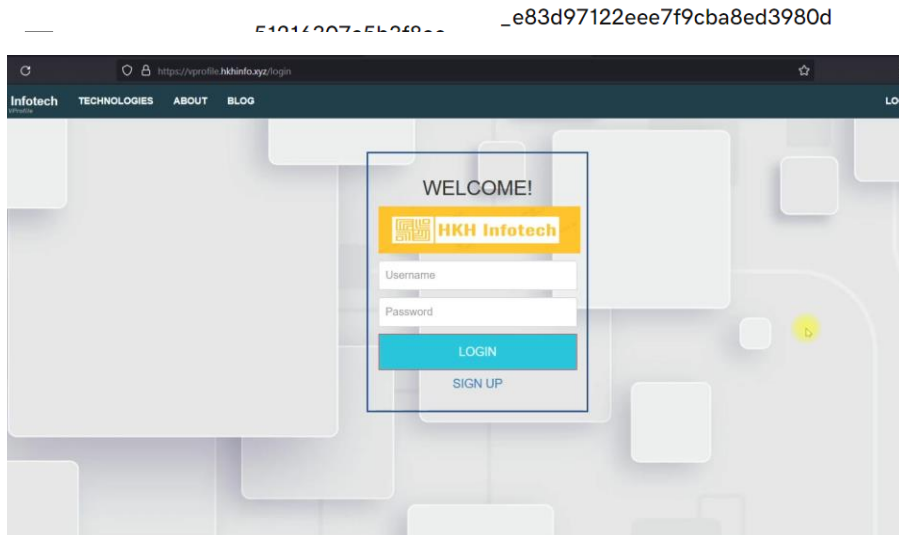 _e83d97122eee7f9cba8ed3980d
https://vprofile.hkhinfo.xyz/login
Infotech TECHNOLOGIES ABOUT BLOG
WELCOME!
HKH Infotech
Username
Password
LOGIN
SIGN UP